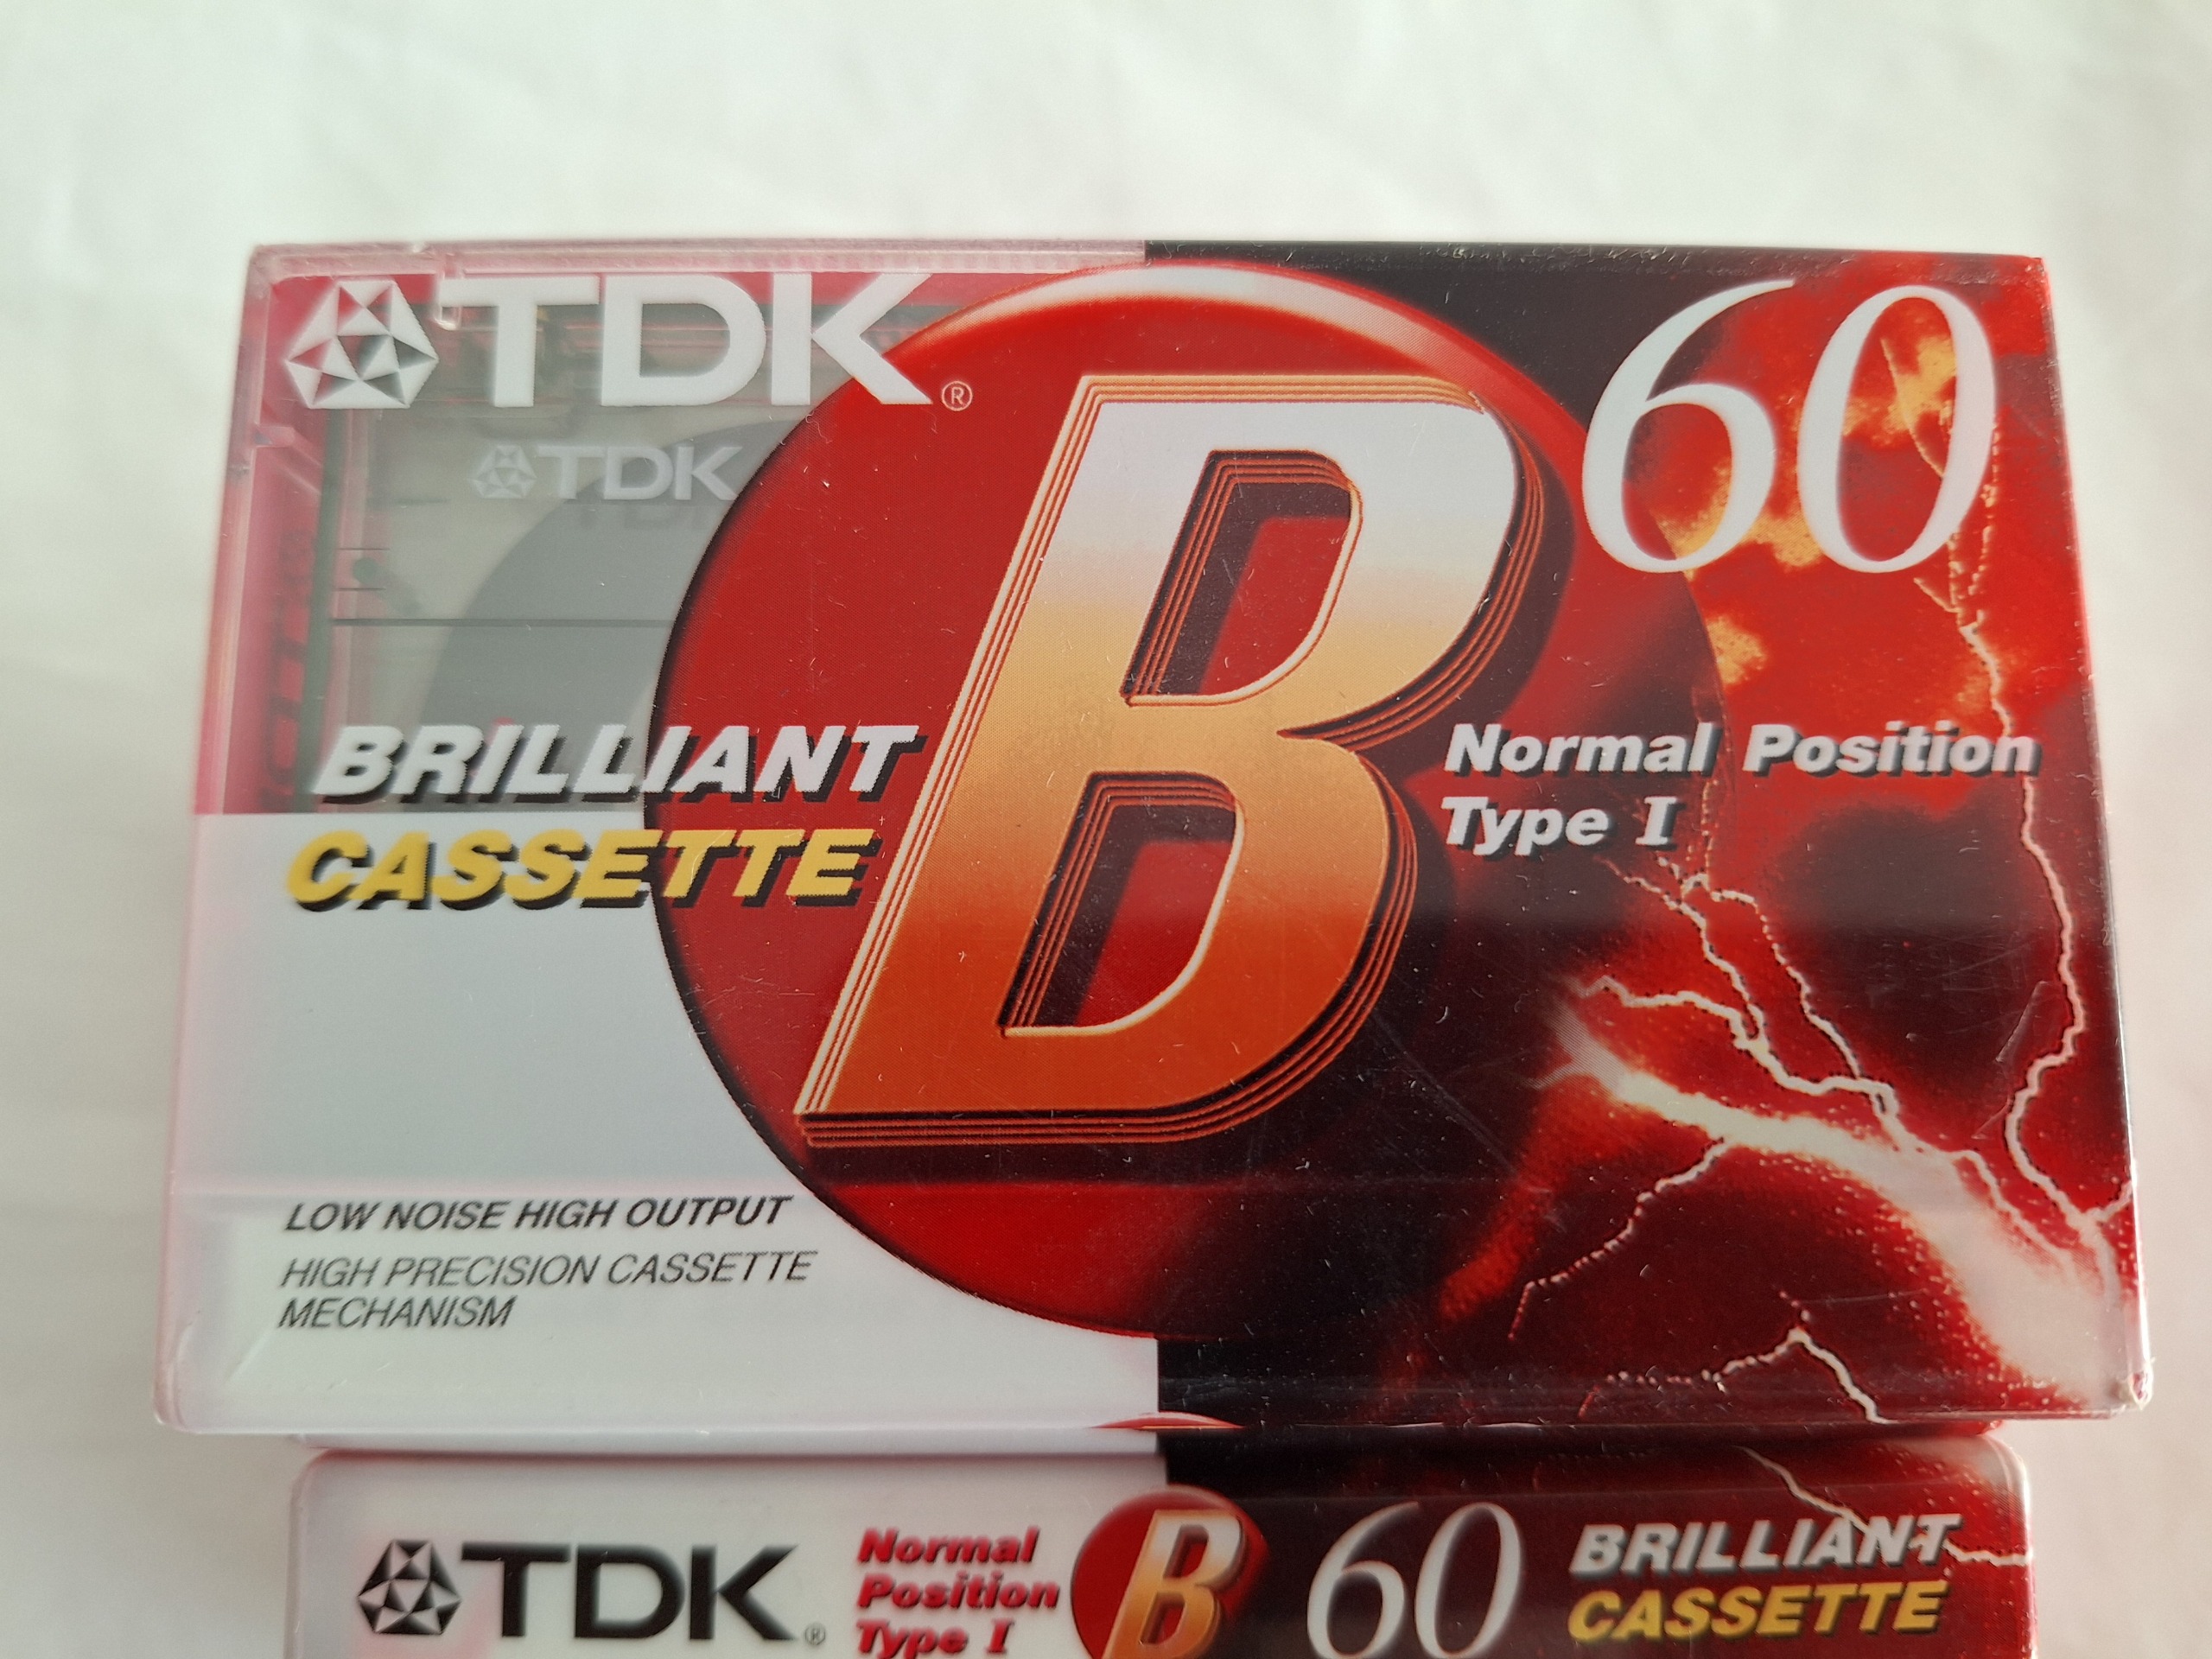 TDK®
60
TDK
B
BRILLIANT
CASSETTE
Normal Position
Type I
LOW NOISE HIGH OUTPUT
HIGH PRECISION CASSETTE
MECHANISM
TDK®
Normal
Position
Type I
B
60
BRILLIANT
CASSETTE